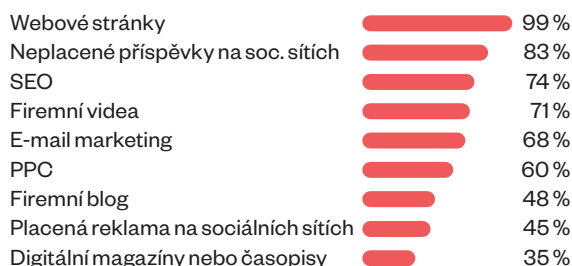 Webové stránky 99 %
Neplacené příspěvky na soc. sítích 83 %
SEO 74 %
Firemní videa 71 %
E-mail marketing 68 %
PPC 60 %
Firemní blog 48 %
Placená reklama na sociálních sítích 45 %
Digitální magazíny nebo časopisy 35 %